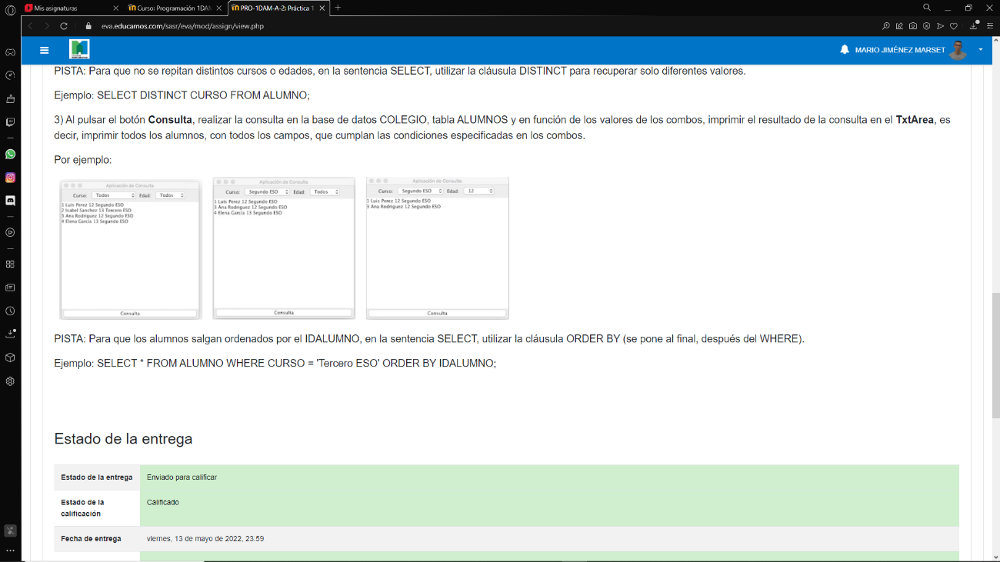 Mis asignaturas
Curso: Programación 1DAM
PRO-1DAM-A-2: Práctica 1
eva.educamos.com/sasr/eva/mod/assign/view.php
MARIO JIMÉNEZ MARSET
PISTA: Para que no se repitan distintos cursos o edades, en la sentencia SELECT, utilizar la cláusula DISTINCT para recuperar solo diferentes valores.
Ejemplo: SELECT DISTINCT CURSO FROM ALUMNO;
3) Al pulsar el botón Consulta, realizar la consulta en la base de datos COLEGIO, tabla ALUMNOS y en función de los valores de los combos, imprimir el resultado de la consulta en el TxtArea, es
decir, imprimir todos los alumnos, con todos los campos, que cumplan las condiciones especificadas en los combos.
Por ejemplo:
Aplicación de Consulta
Curso: Todos Edad: Todos
1 Luis Perez 12 Segundo ESO
2 Isabel Sanchez 13 Tercero ESO
3 Ana Rodriguez 12 Segundo ESO
4 Elena García 13 Segundo ESO
Consulta
Aplicación de Consulta
Curso: Segundo ESO Edad: Todos
1 Luis Perez 12 Segundo ESO
3 Ana Rodriguez 12 Segundo ESO
4 Elena García 13 Segundo ESO
Consulta
Aplicación de Consulta
Curso: Segundo ESO Edad: 12
1 Luis Perez 12 Segundo ESO
3 Ana Rodriguez 12 Segundo ESO
Consulta
PISTA: Para que los alumnos salgan ordenados por el IDALUMNO, en la sentencia SELECT, utilizar la cláusula ORDER BY (se pone al final, después del WHERE).
Ejemplo: SELECT * FROM ALUMNO WHERE CURSO = 'Tercero ESO' ORDER BY IDALUMNO;
Estado de la entrega
Estado de la entrega Enviado para calificar
Estado de la Calificado
calificación
Fecha de entrega viernes, 13 de mayo de 2022, 23:59